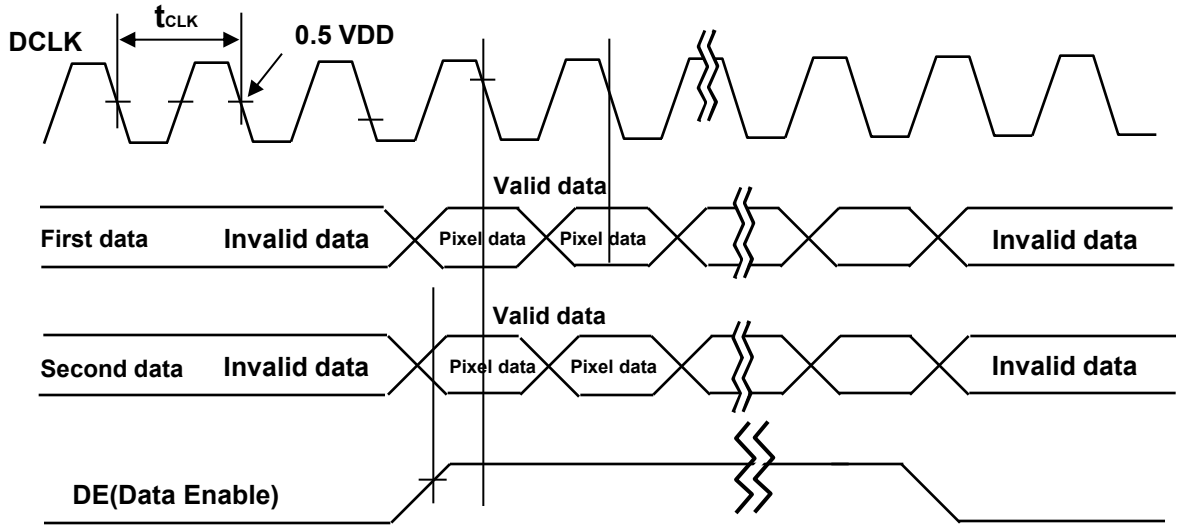 tCLK
DCLK
0.5 VDD
Valid data
First data Invalid data Pixel data Pixel data Invalid data
Valid data
Second data Invalid data Pixel data Pixel data Invalid data
DE(Data Enable)